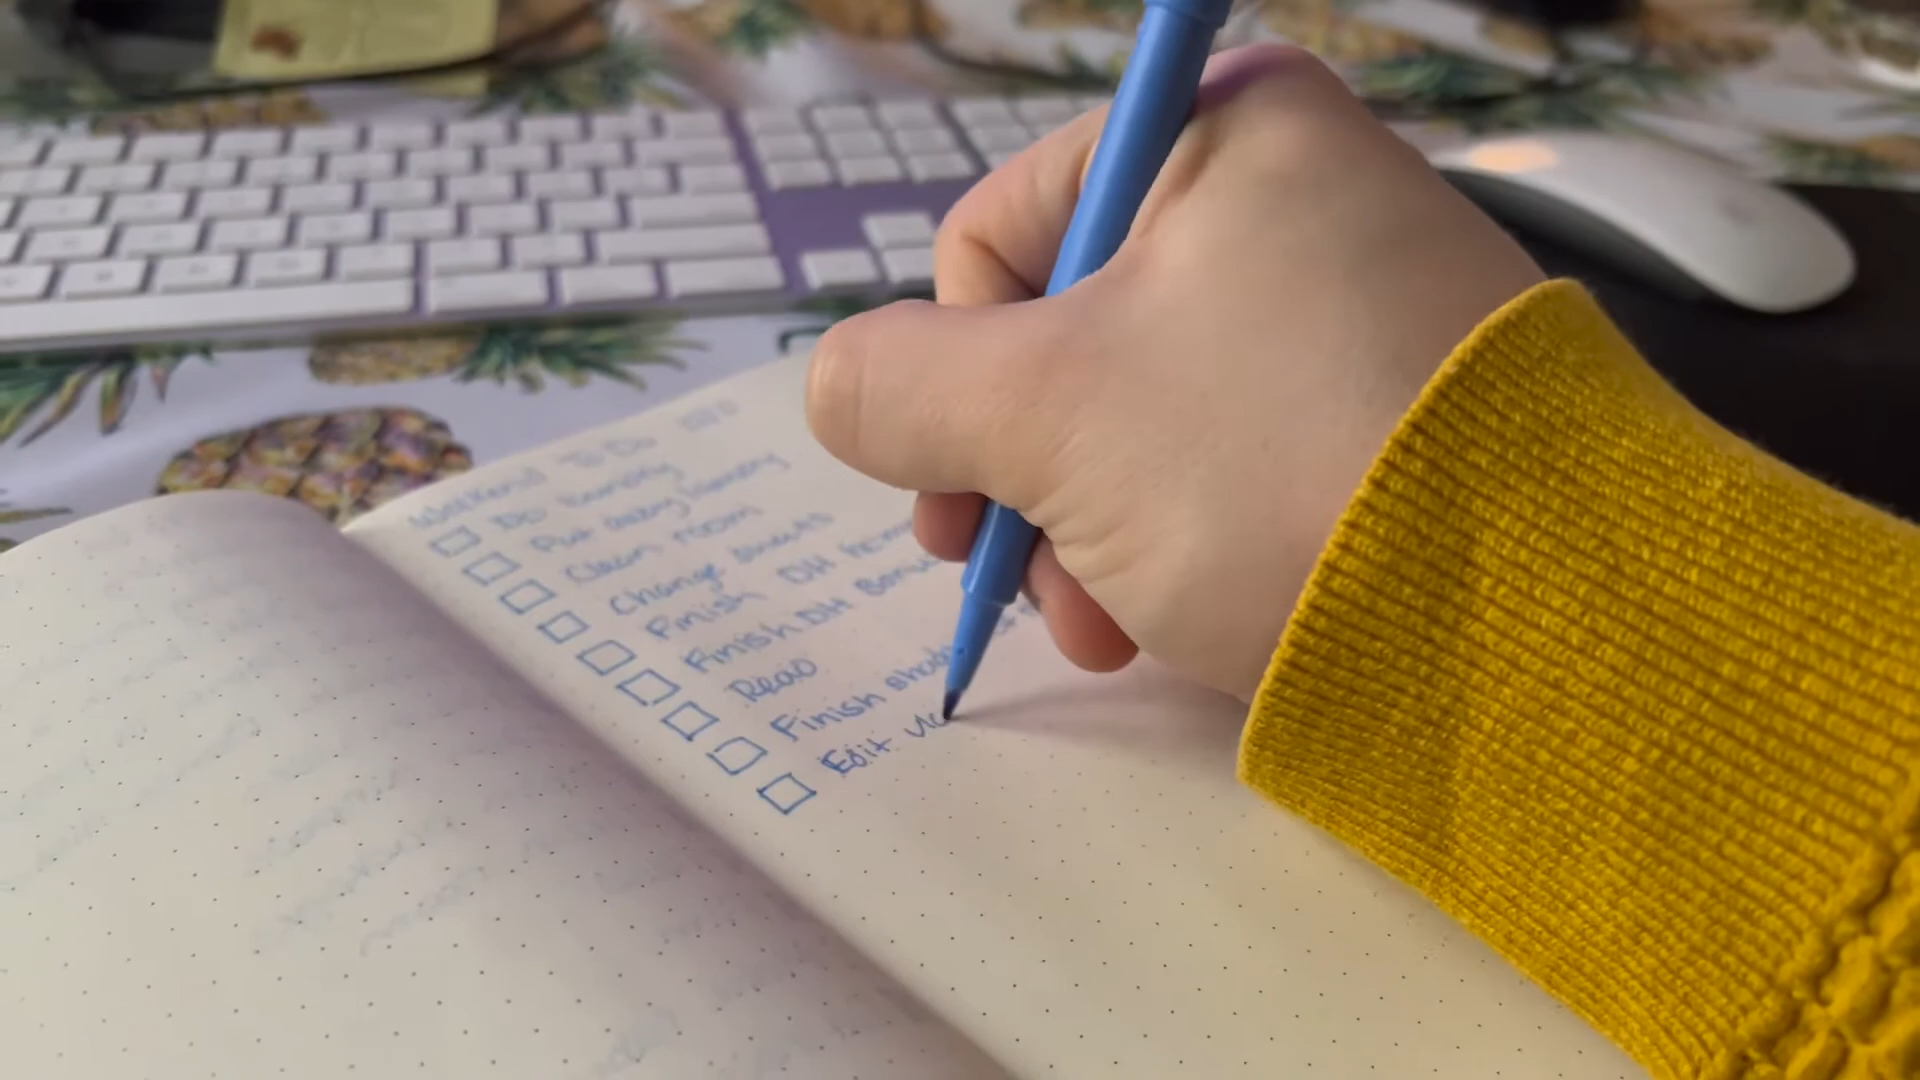 Weekend To Do
Do laundry
Put away laundry
Clean room
Change sheets
Finish DH
Finish DH Bonus
Read
Finish
Edit